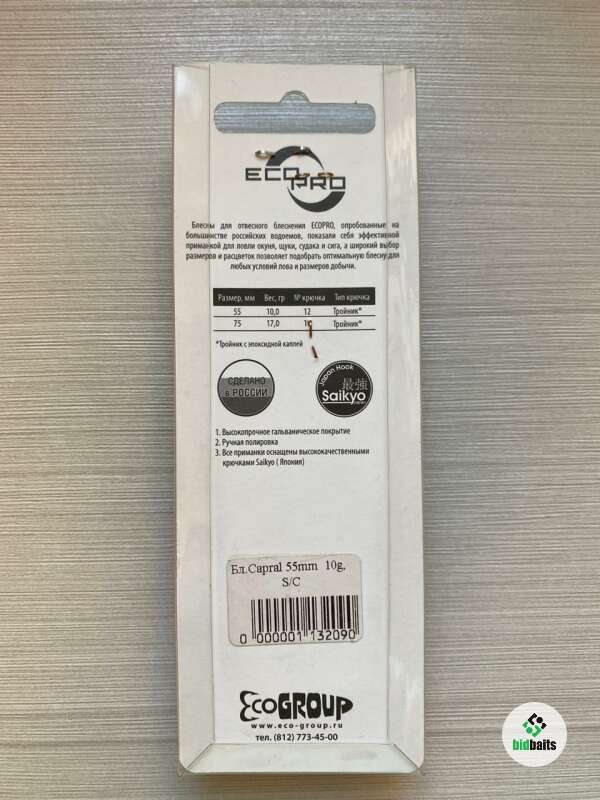 ECO
PRO
Блесны для отвесного блеснения ECOPRO, опробованные на
большинстве российских водоемов, показали себя эффективной
приманкой для ловли окуня, щуки, судака и сига, а широкий выбор
размеров и расцветок позволяет подобрать оптимальную блесну для
любых условий лова и размеров добычи.
Размер, мм Вес, гр № крючка Тип крючка
55 10,0 12 Тройник*
75 17,0 Тройник*
*Тройник с эпоксидной каплей
СДЕЛАНО
в РОССИИ
Japan Hook
最強
Saikyo
1. Высокопрочное гальваническое покрытие
2. Ручная полировка
3. Все приманки оснащены высококачественными
крючками Saikyo ( Япония)
Бл.Capral 55mm 10g,
S/C
0 000001 132090
EcoGROUP
www.eco-group.ru
тел. (812) 773-45-00
bidbaits